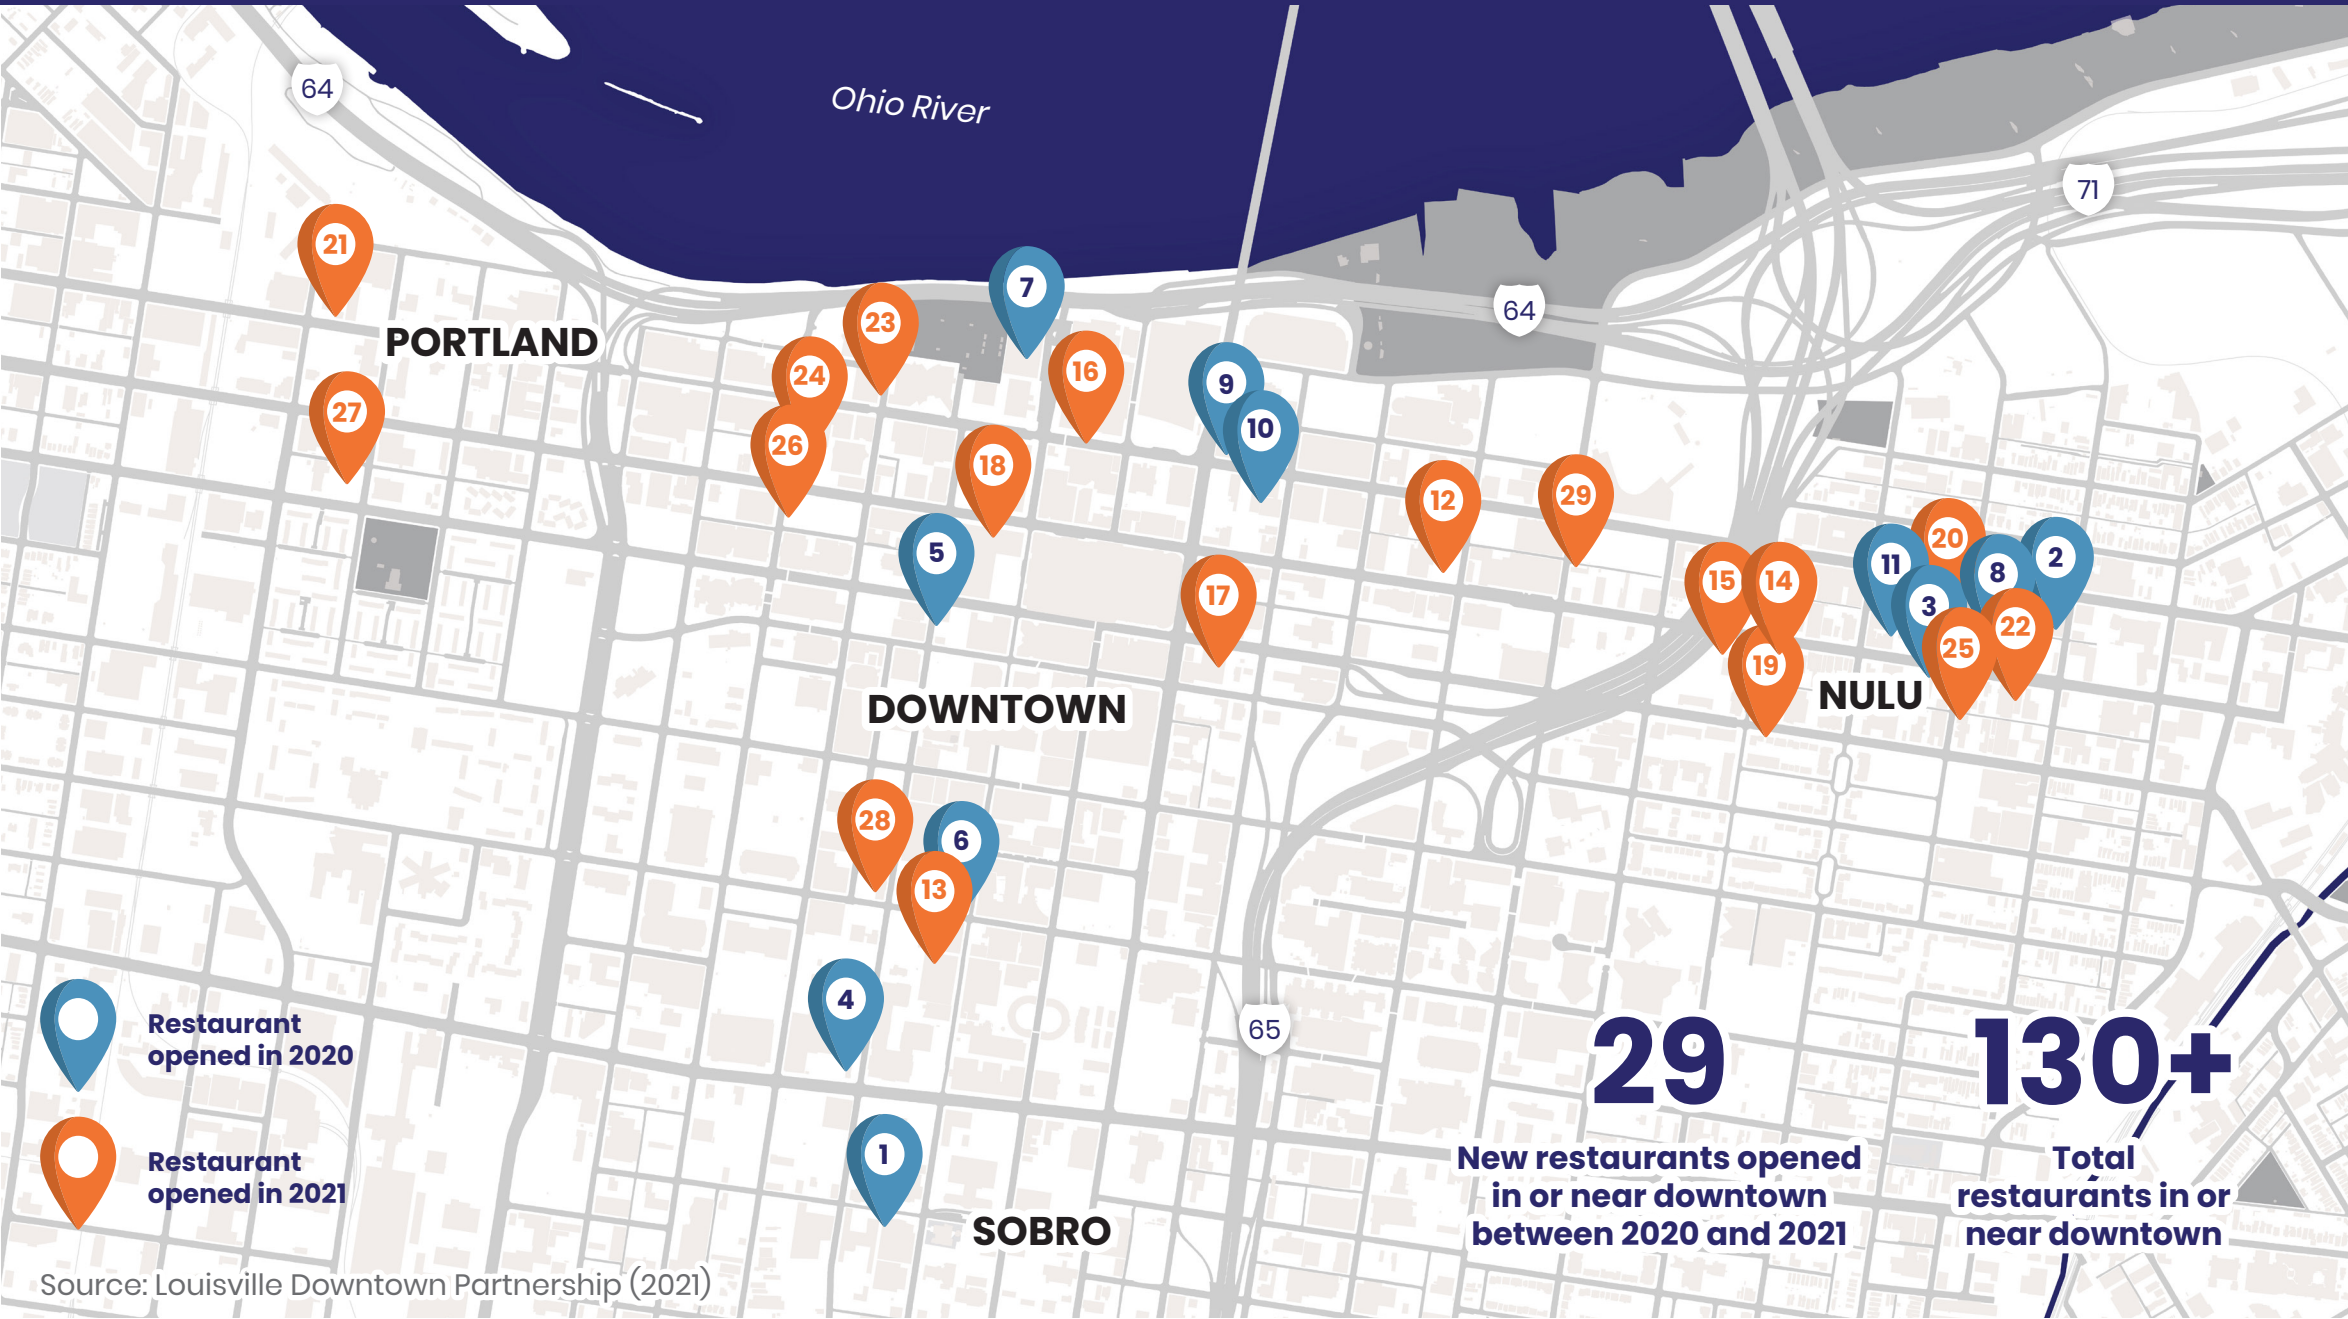 Ohio River
64
71
21
7
64
23
PORTLAND
16
24
9
27
10
26
18
12
29
20
5
11
8
2
15
14
17
3
22
25
19
NULU
DOWNTOWN
28
6
13
4
65
Restaurant
opened in 2020
Restaurant
opened in 2021
1
SOBRO
29
New restaurants opened
in or near downtown
between 2020 and 2021
130+
Total
restaurants in or
near downtown
Source: Louisville Downtown Partnership (2021)